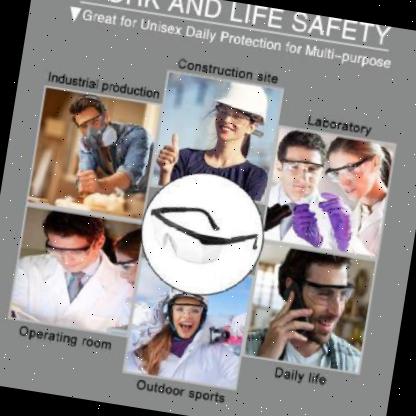 AND LIFE SAFETY
▼Great for Unisex Daily Protection for Multi-purpose
Construction site
Industrial production
Laboratory
Operating room
Daily life
Outdoor sports